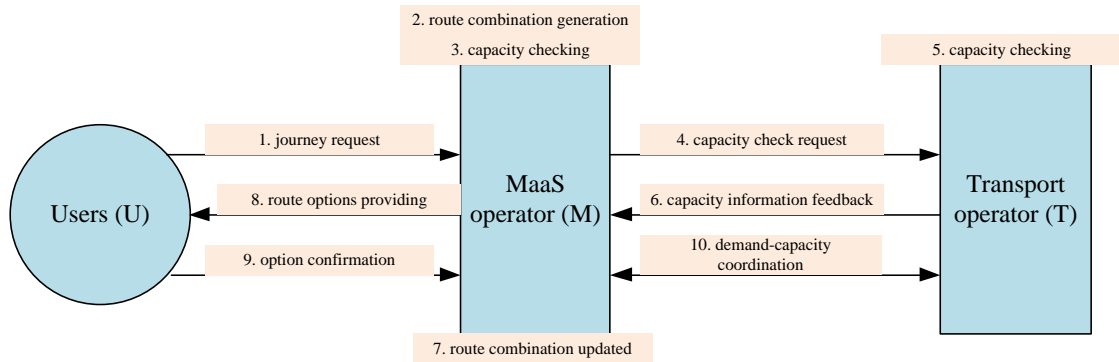 2. route combination generation
3. capacity checking
5. capacity checking
1. journey request
4. capacity check request
Users (U)
8. route options providing
MaaS
operator (M)
6. capacity information feedback
Transport
operator (T)
9. option confirmation
10. demand-capacity
coordination
7. route combination updated